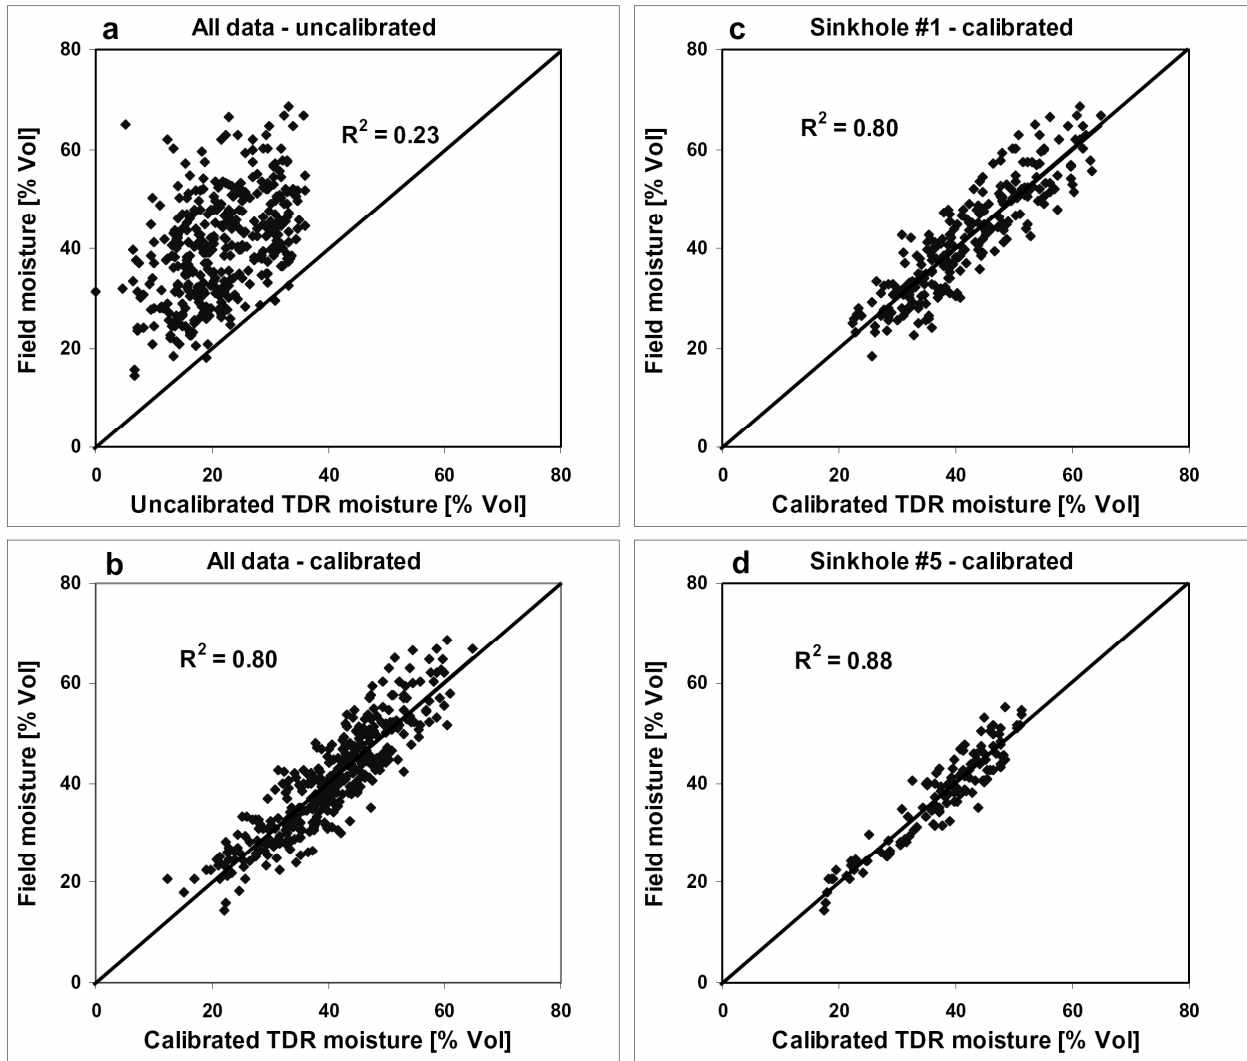 a
All data - uncalibrated
80
60
40
20
0
R² = 0.23
Field moisture [% Vol]
0 20 40 60 80
Uncalibrated TDR moisture [% Vol]
c
Sinkhole #1 - calibrated
80
60
40
20
0
R² = 0.80
Field moisture [% Vol]
0 20 40 60 80
Calibrated TDR moisture [% Vol]
b
All data - calibrated
80
60
40
20
0
R² = 0.80
Field moisture [% Vol]
0 20 40 60 80
Calibrated TDR moisture [% Vol]
d
Sinkhole #5 - calibrated
80
60
40
20
0
R² = 0.88
Field moisture [% Vol]
0 20 40 60 80
Calibrated TDR moisture [% Vol]